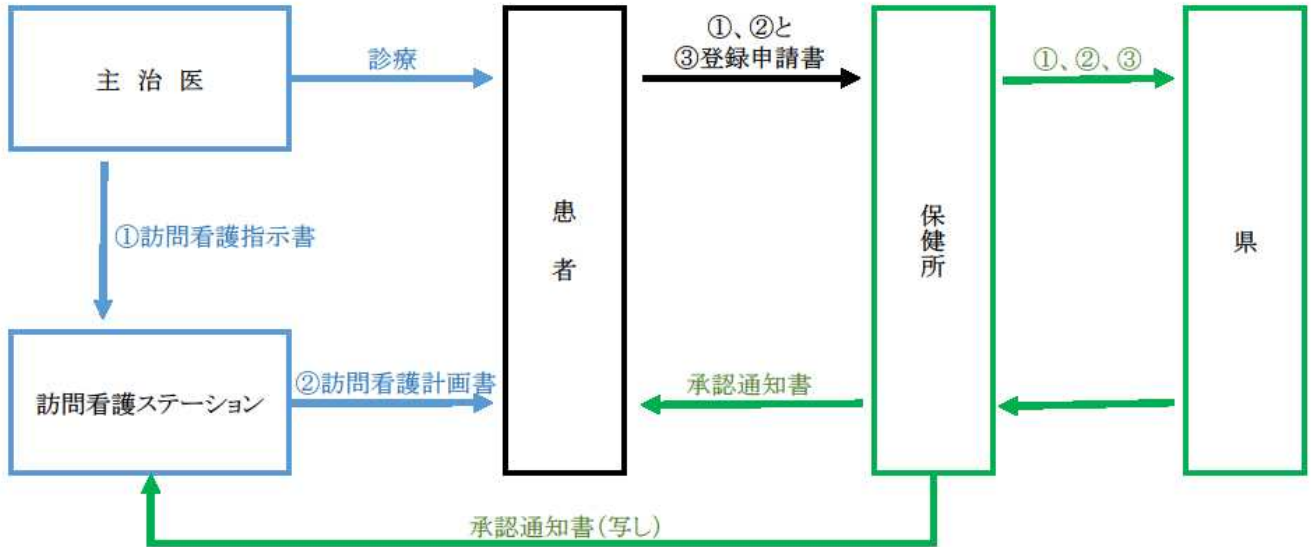 主 治 医
診療
①、②と
③登録申請書
①、②、③
①訪問看護指示書
患者
保健所
県
訪問看護ステーション
②訪問看護計画書
承認通知書
承認通知書(写し)